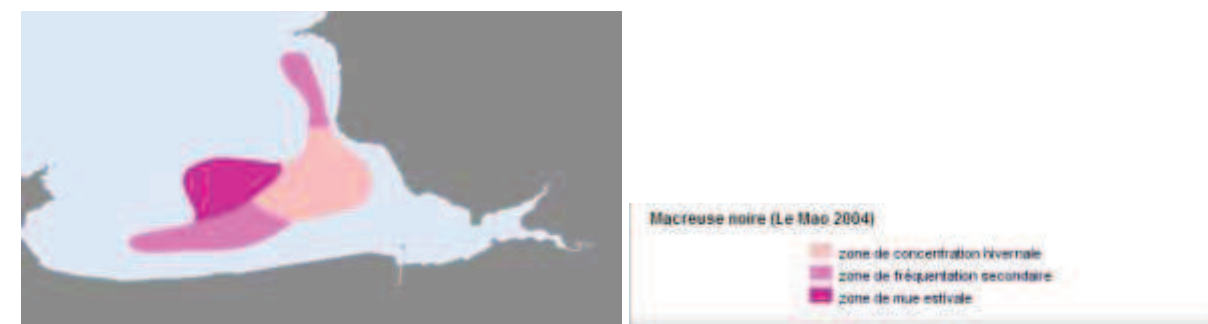 Macreuse noire (Le Mao 2004)
zone de concentration hivernale
zone de fréquentation secondaire
zone de mue estivale